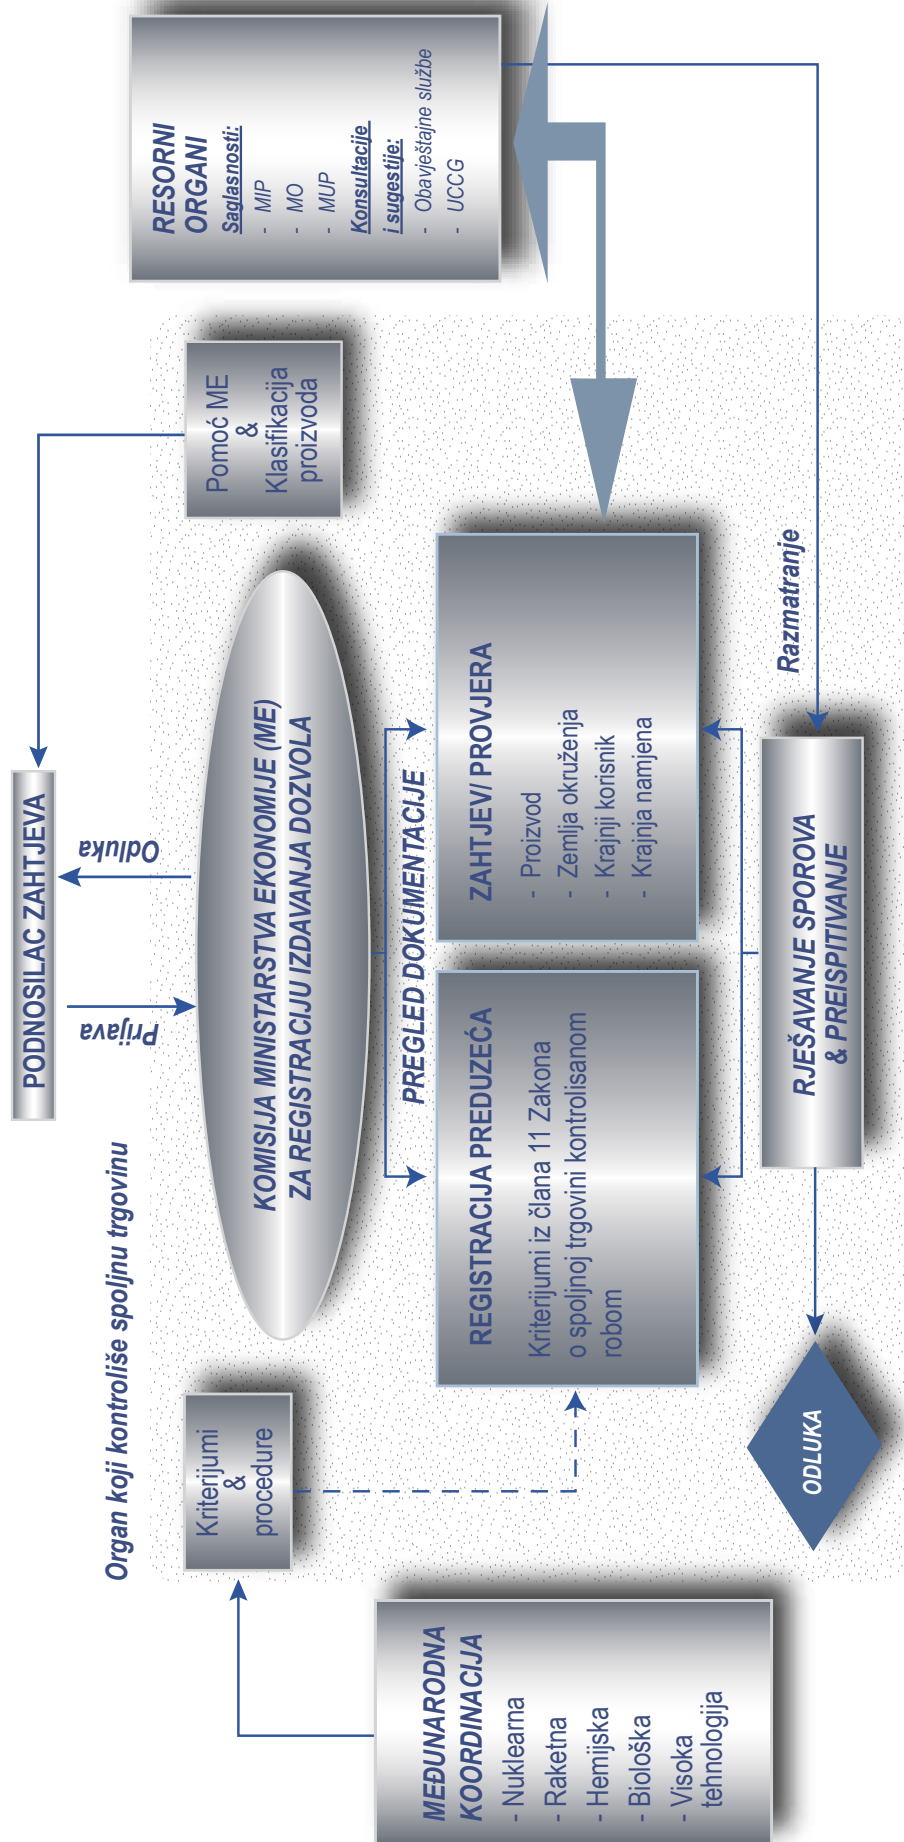 PODNOSILAC ZAHTJEVA
Prijava
Odluka
Organ koji kontroliše spoljnu trgovinu
Kriterijumi
&
procedure
KOMISIJA MINISTARSTVA EKONOMIJE (ME)
ZA REGISTRACIJU IZDAVANJA DOZVOLA
Pomoć ME
&
Klasifikacija
proizvoda
RESORNI
ORGANI
Saglasnosti:
- MIP
- MO
- MUP
Konsultacije
i sugestije:
- Obavještajne službe
- UCCG
MEĐUNARODNA
KOORDINACIJA
- Nuklearna
- Raketna
- Hemijska
- Biološka
- Visoka
tehnologija
PREGLED DOKUMENTACIJE
REGISTRACIJA PREDUZEĆA
Kriterijumi iz člana 11 Zakona
o spoljnoj trgovini kontrolisanom
robom
ZAHTJEV/ PROVJERA
- Proizvod
- Zemlja okruženja
- Krajnji korisnik
- Krajnja namjena
Razmatranje
RJEŠAVANJE SPOROVA
& PREISPITIVANJE
ODLUKA